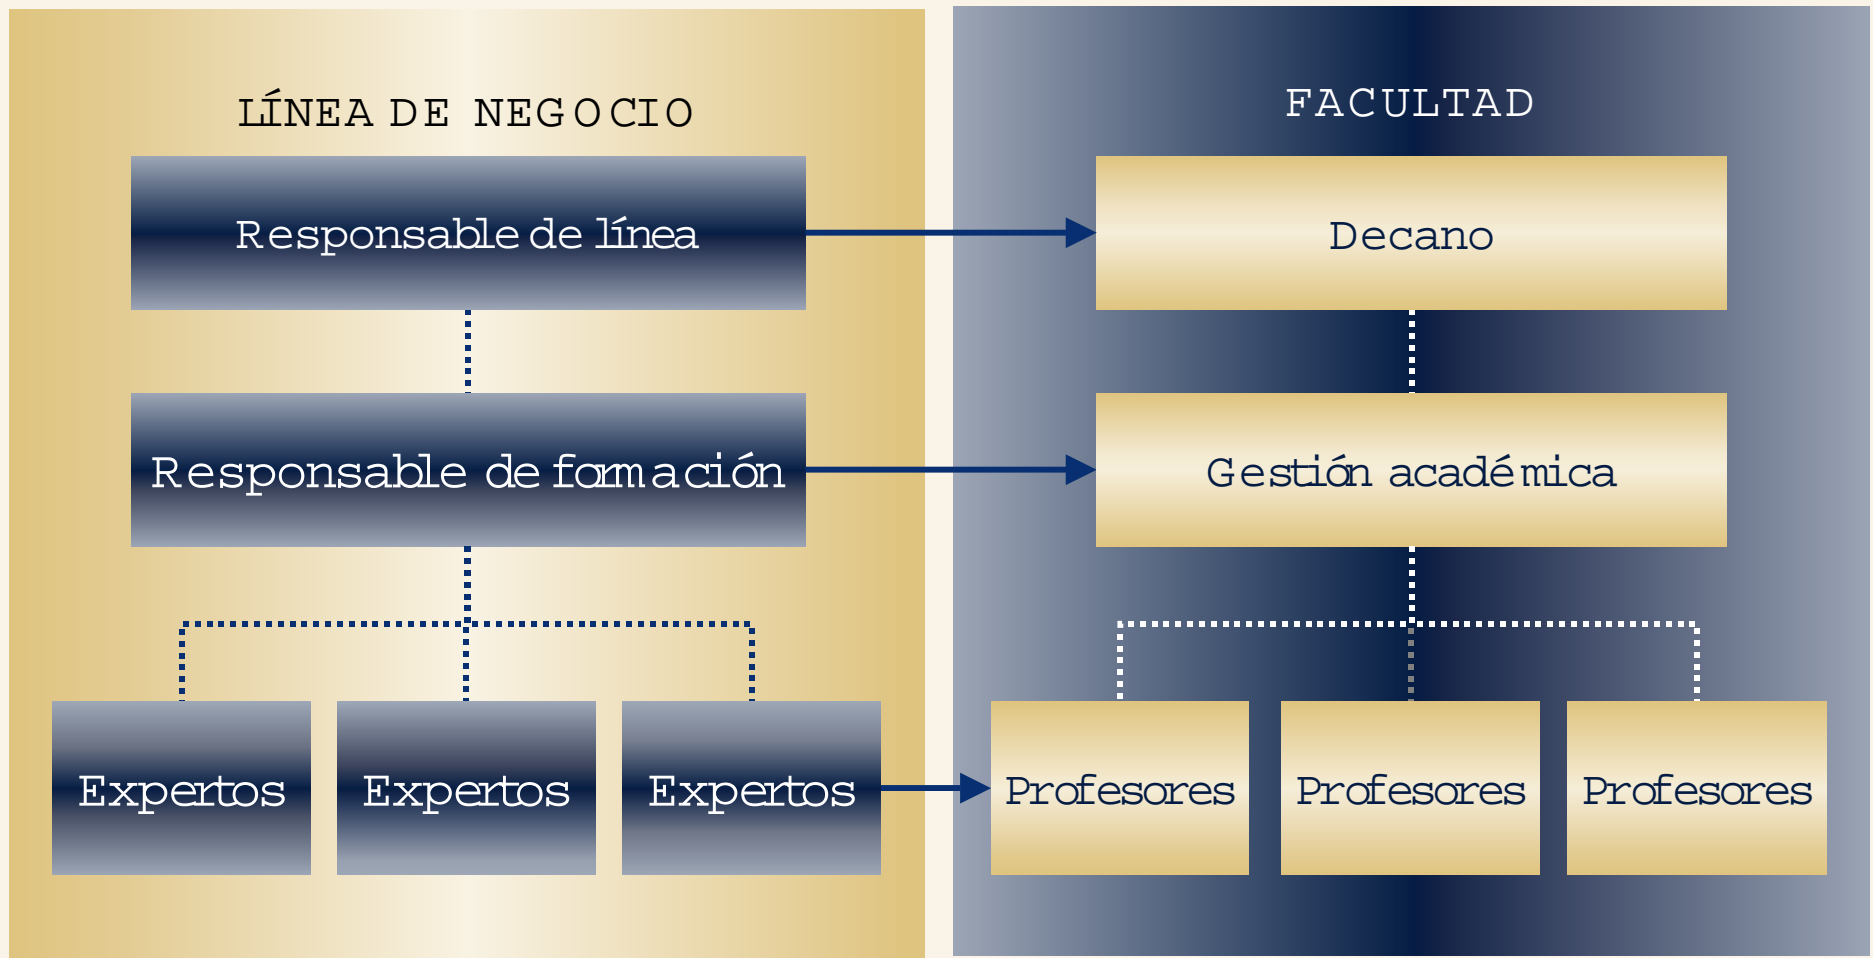 LÍNEA DE NEGOCIO
Responsable de línea
Responsable de formación
Expertos
Expertos
Expertos
FACULTAD
Decano
Gestión académica
Profesores
Profesores
Profesores